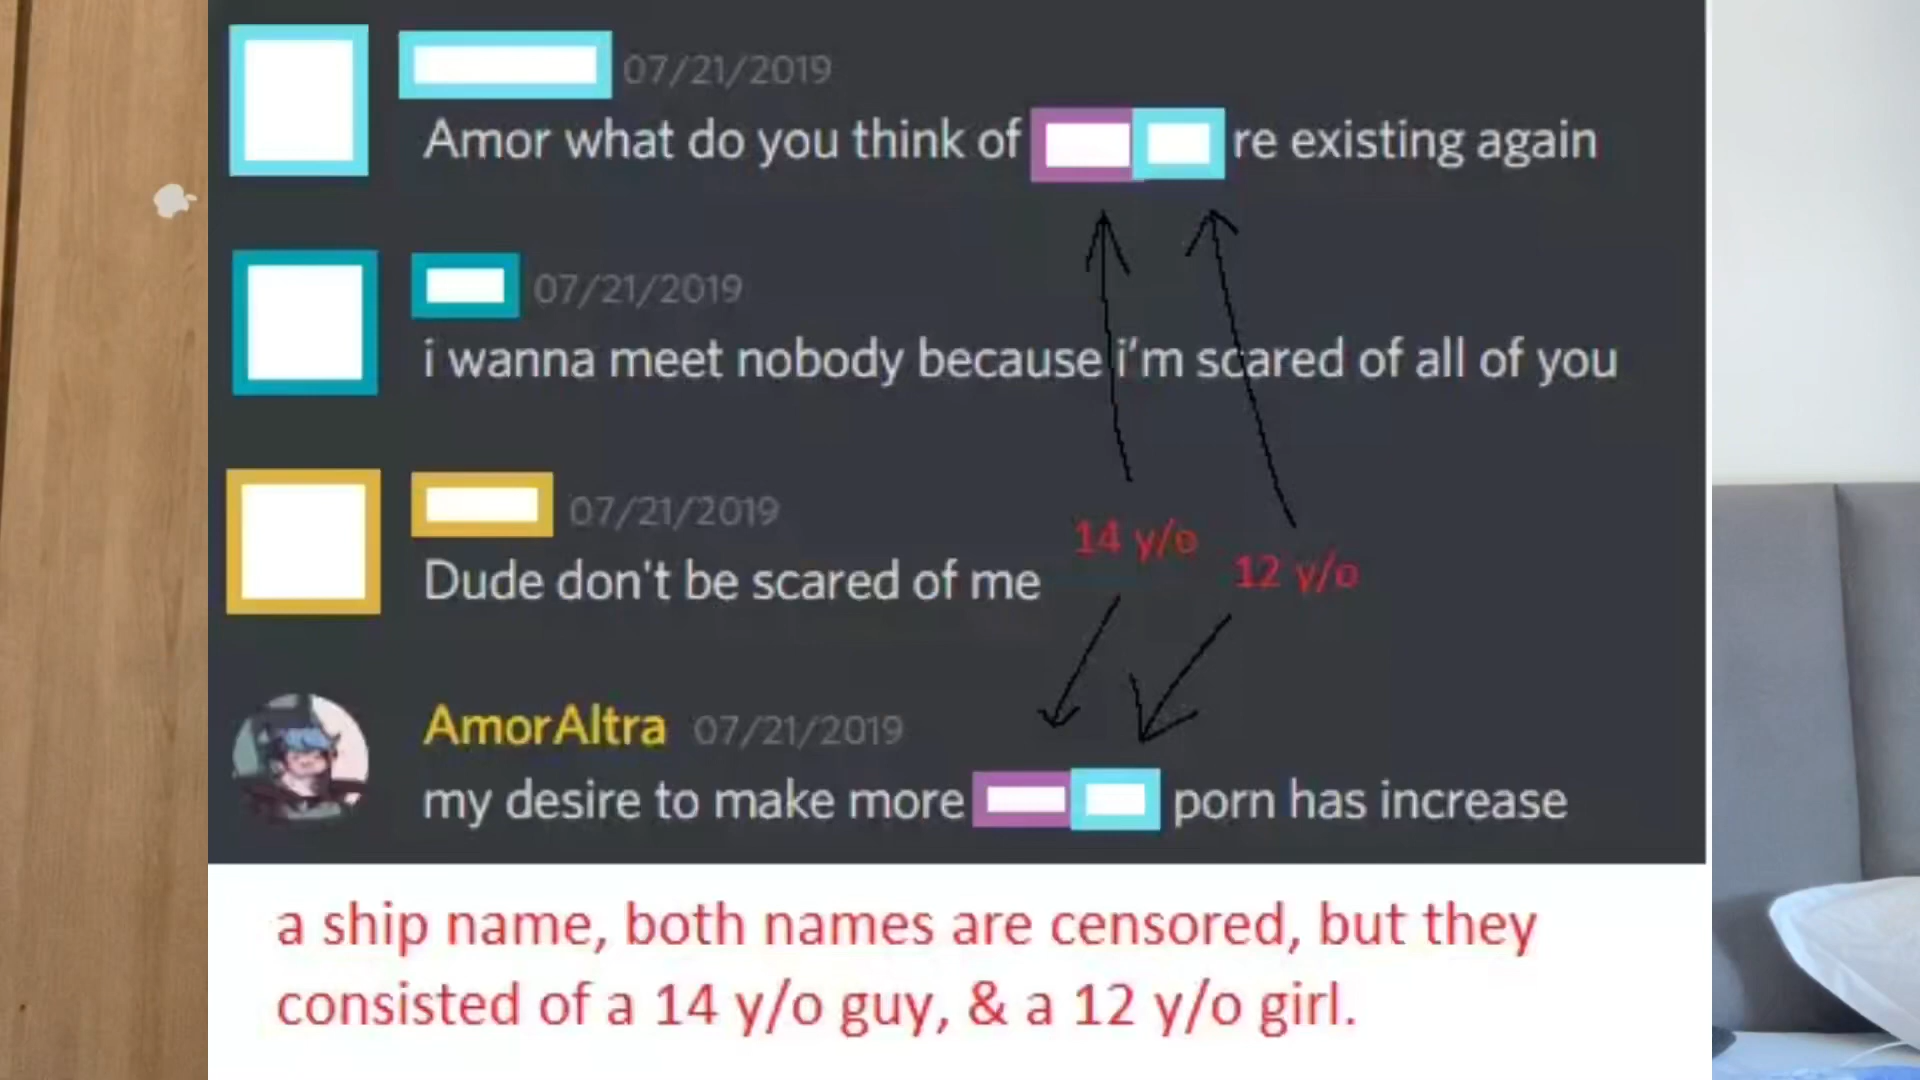 07/21/2019
Amor what do you think of re existing again
07/21/2019
i wanna meet nobody because i'm scared of all of you
07/21/2019
Dude don't be scared of me
14 y/o
12 y/o
AmorAltra 07/21/2019
my desire to make more porn has increase
a ship name, both names are censored, but they
consisted of a 14 y/o guy, & a 12 y/o girl.